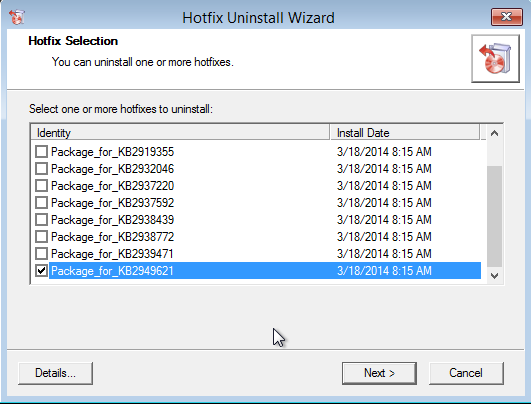 Hotfix Uninstall Wizard
Hotfix Selection
You can uninstall one or more hotfixes.
Select one or more hotfixes to uninstall:
Identity Install Date
Package_for_KB2919355 3/18/2014 8:15 AM
Package_for_KB2932046 3/18/2014 8:15 AM
Package_for_KB2937220 3/18/2014 8:15 AM
Package_for_KB2937592 3/18/2014 8:15 AM
Package_for_KB2938439 3/18/2014 8:15 AM
Package_for_KB2938772 3/18/2014 8:15 AM
Package_for_KB2939471 3/18/2014 8:15 AM
Package_for_KB2949621 3/18/2014 8:15 AM
Details... Next > Cancel